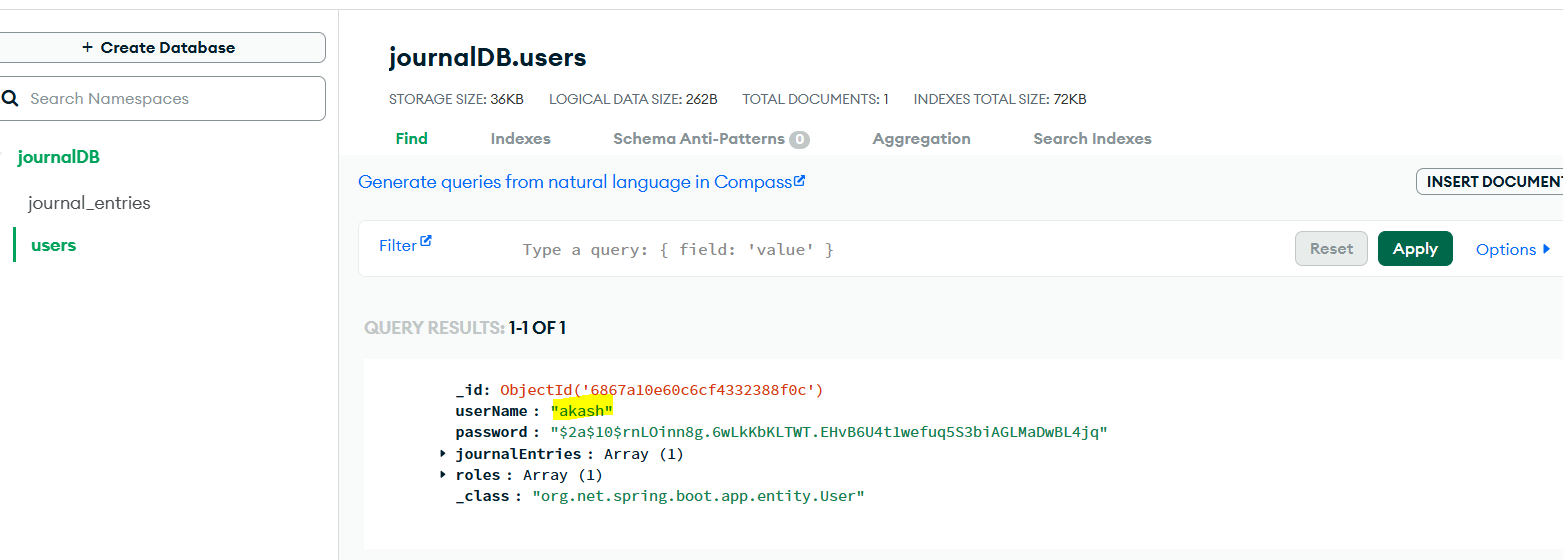 + Create Database
Search Namespaces
journalDB
journal_entries
users
journalDB.users
STORAGE SIZE: 36KB LOGICAL DATA SIZE: 262B TOTAL DOCUMENTS: 1 INDEXES TOTAL SIZE: 72KB
Find Indexes Schema Anti-Patterns 0 Aggregation Search Indexes
Generate queries from natural language in Compass
INSERT DOCUMENT
Filter Type a query: { field: 'value' } Reset Apply Options
QUERY RESULTS: 1-1 OF 1
_id: ObjectId('6867a10e60c6cf4332388f0c')
userName : "akash"
password : "$2a$10$rnLOinn8g.6wLkKbKLTWT.EHvB6U4t1wefuq5S3biAGLMaDwBL4jq"
journalEntries : Array (1)
roles : Array (1)
_class : "org.net.spring.boot.app.entity.User"